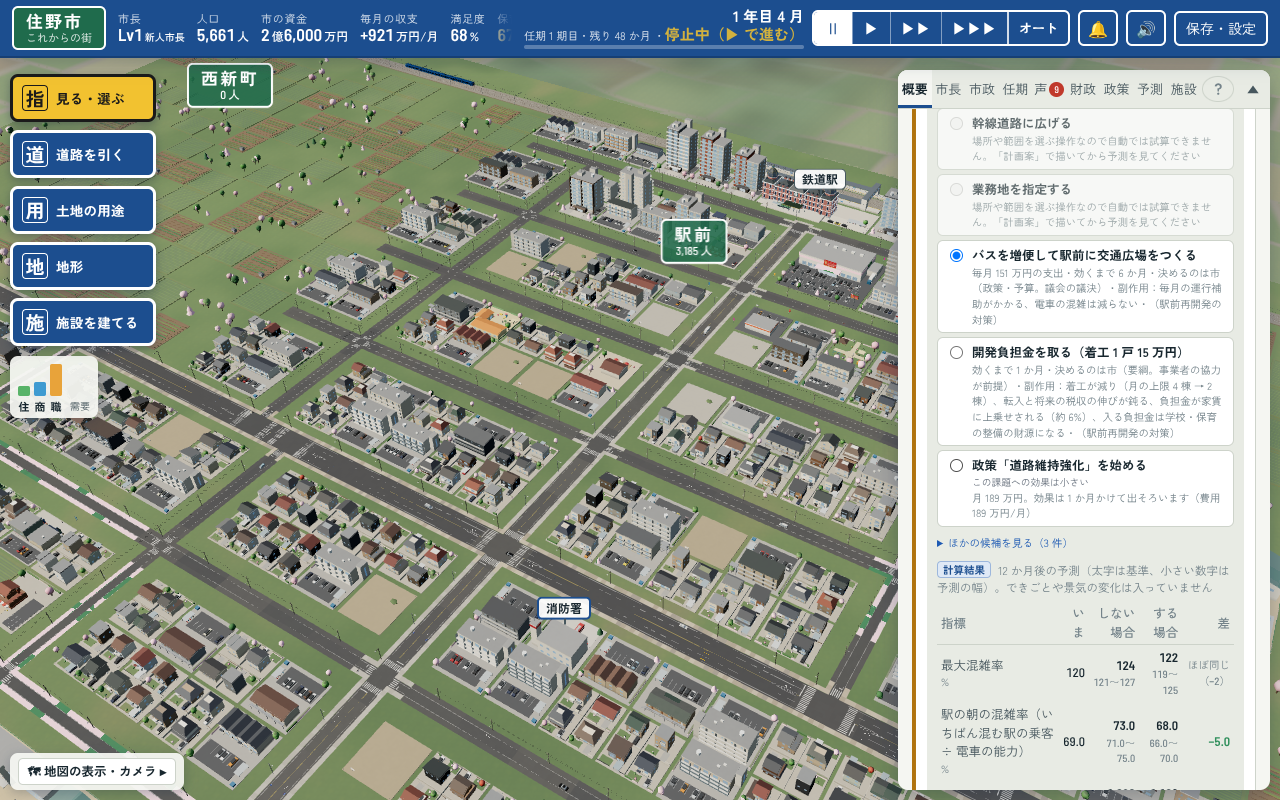 住野市
これからの街
市長
Lv1 新人市長
人口
5,661 人
市の資金
2 億 6,000 万円
毎月の収支
+921 万円/月
満足度
68 %
1 年目 4 月
任期 1 期目・残り 48 か月 ・停止中（▶ で進む）
オート
保存・設定
指 見る・選ぶ
道 道路を引く
用 土地の用途
地 地形
施 施設を建てる
住 商 職 需要
西新町
0 人
鉄道駅
駅前
3,185 人
消防署
地図の表示・カメラ ▸
概要 市長 市政 任期 声 9 財政 政策 予測 施設 ?
幹線道路に広げる
場所や範囲を選ぶ操作なので自動では試算できませ
ん。「計画案」で描いてから予測を見てください
業務地を指定する
場所や範囲を選ぶ操作なので自動では試算できませ
ん。「計画案」で描いてから予測を見てください
バスを増便して駅前に交通広場をつくる
毎月 151 万円の支出・効くまで 6 か月・決めるのは市
（政策・予算。議会の議決）・副作用：毎月の運行補
助がかかる、電車の混雑は減らない・（駅前再開発の
対策）
開発負担金を取る（着工 1 戸 15 万円）
効くまで 1 か月・決めるのは市（要綱。事業者の協力
が前提）・副作用：着工が減り（月の上限 4 棟 → 2
棟）、転入と将来の税収の伸びが鈍る、負担金が家賃
に上乗せされる（約 6%）、入る負担金は学校・保育
の整備の財源になる・（駅前再開発の対策）
政策「道路維持強化」を始める
この課題への効果は小さい
月 189 万円。効果は 1 か月かけて出そろいます（費用
189 万円/月）
▶ ほかの候補を見る（3 件）
計算結果 12 か月後の予測（太字は基準、小さい数字は
予測の幅）。できごとや景気の変化は入っていません
指標 いま しない場合 する場合 差
最大混雑率 % 120 124 121〜127 122 119〜125 ほぼ同じ（−2）
駅の朝の混雑率（い
ちばん混む駅の乗客
÷ 電車の能力） % 69.0 73.0 71.0〜75.0 68.0 66.0〜70.0 −5.0